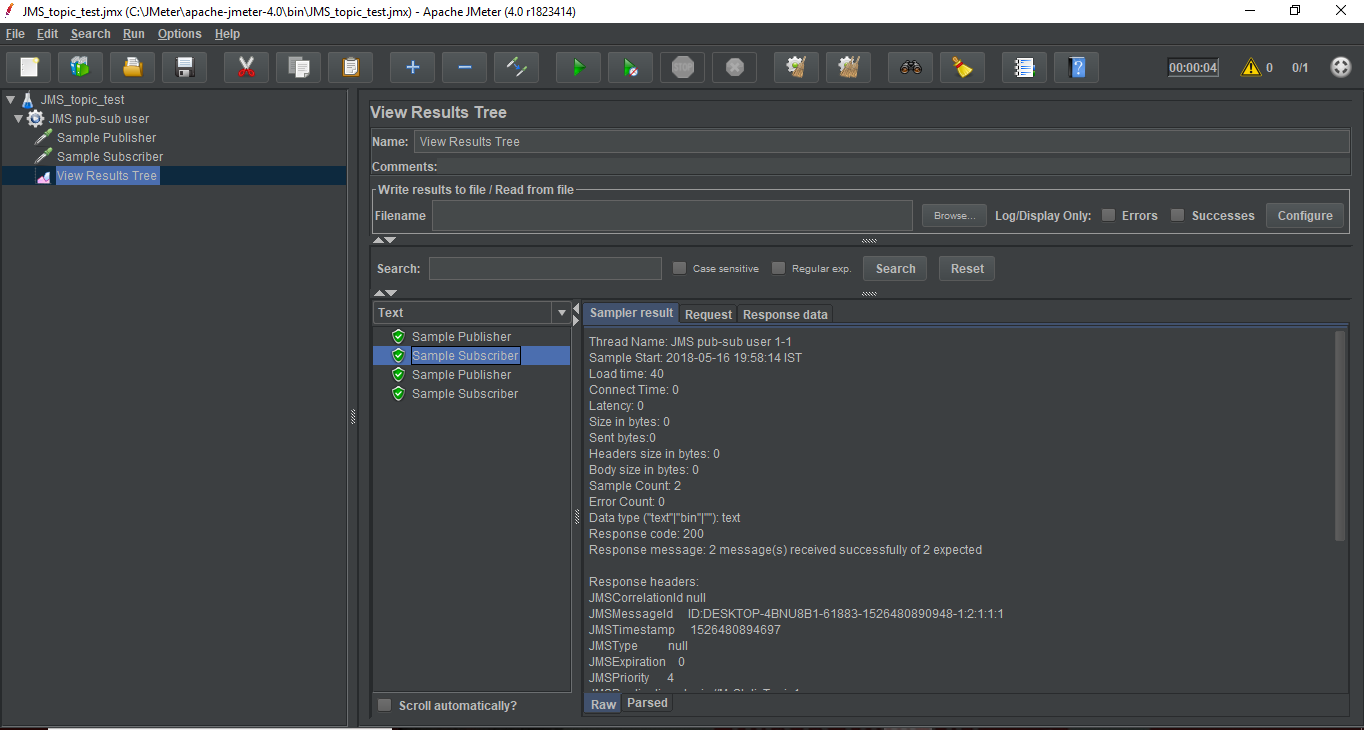 JMS_topic_test.jmx (C:\JMeter\apache-jmeter-4.0\bin\JMS_topic_test.jmx) - Apache JMeter (4.0 r1823414)
File Edit Search Run Options Help
STOP 00:00:04 0 0/1
JMS_topic_test
JMS pub-sub user
Sample Publisher
Sample Subscriber
View Results Tree
View Results Tree
Name: View Results Tree
Comments:
Write results to file / Read from file
Filename Browse... Log/Display Only: Errors Successes Configure
Search: Case sensitive Regular exp. Search Reset
Text
Sample Publisher
Sample Subscriber
Sample Publisher
Sample Subscriber
Scroll automatically?
Sampler result Request Response data
Thread Name: JMS pub-sub user 1-1
Sample Start: 2018-05-16 19:58:14 IST
Load time: 40
Connect Time: 0
Latency: 0
Size in bytes: 0
Sent bytes:0
Headers size in bytes: 0
Body size in bytes: 0
Sample Count: 2
Error Count: 0
Data type ("text"|"bin"|""): text
Response code: 200
Response message: 2 message(s) received successfully of 2 expected
Response headers:
JMSCorrelationId null
JMSMessageId ID:DESKTOP-4BNU8B1-61883-1526480890948-1:2:1:1:1
JMSTimestamp 1526480894697
JMSType null
JMSExpiration 0
JMSPriority 4
Raw Parsed